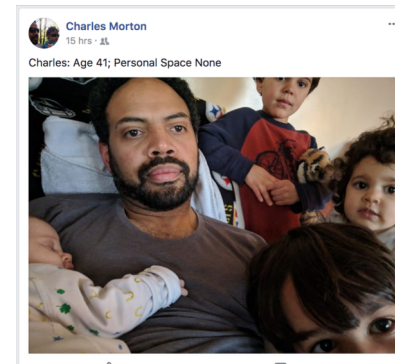 Charles Morton
15 hrs ·
Charles: Age 41; Personal Space None